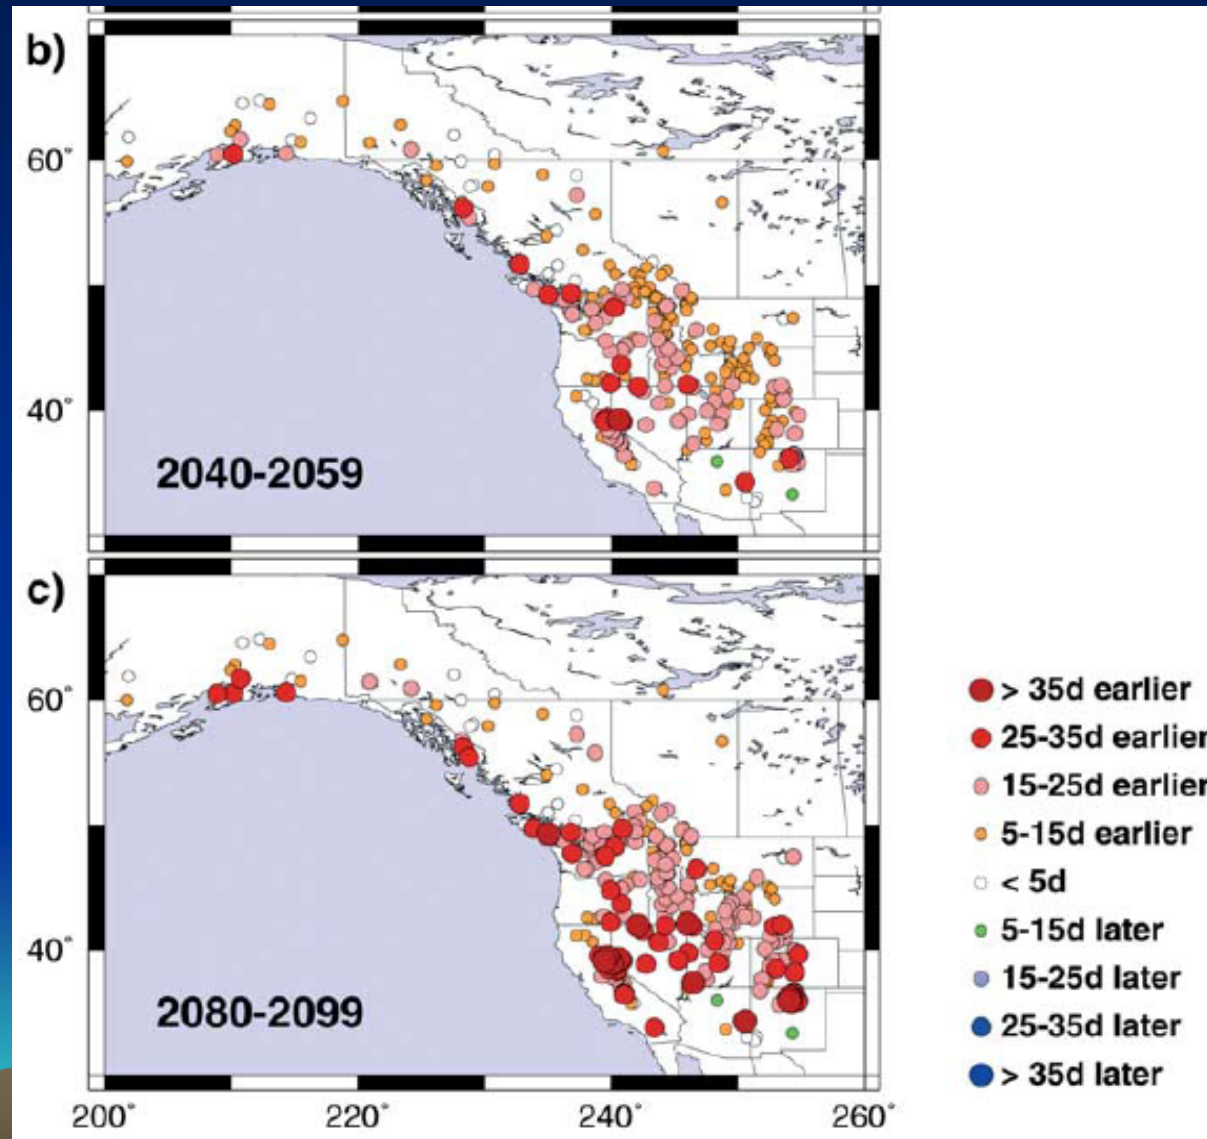 b)
60°
40°
2040-2059
c)
60°
40°
2080-2099
200°
220°
240°
260°
> 35d earlier
25-35d earlier
15-25d earlier
5-15d earlier
< 5d
5-15d later
15-25d later
25-35d later
> 35d later